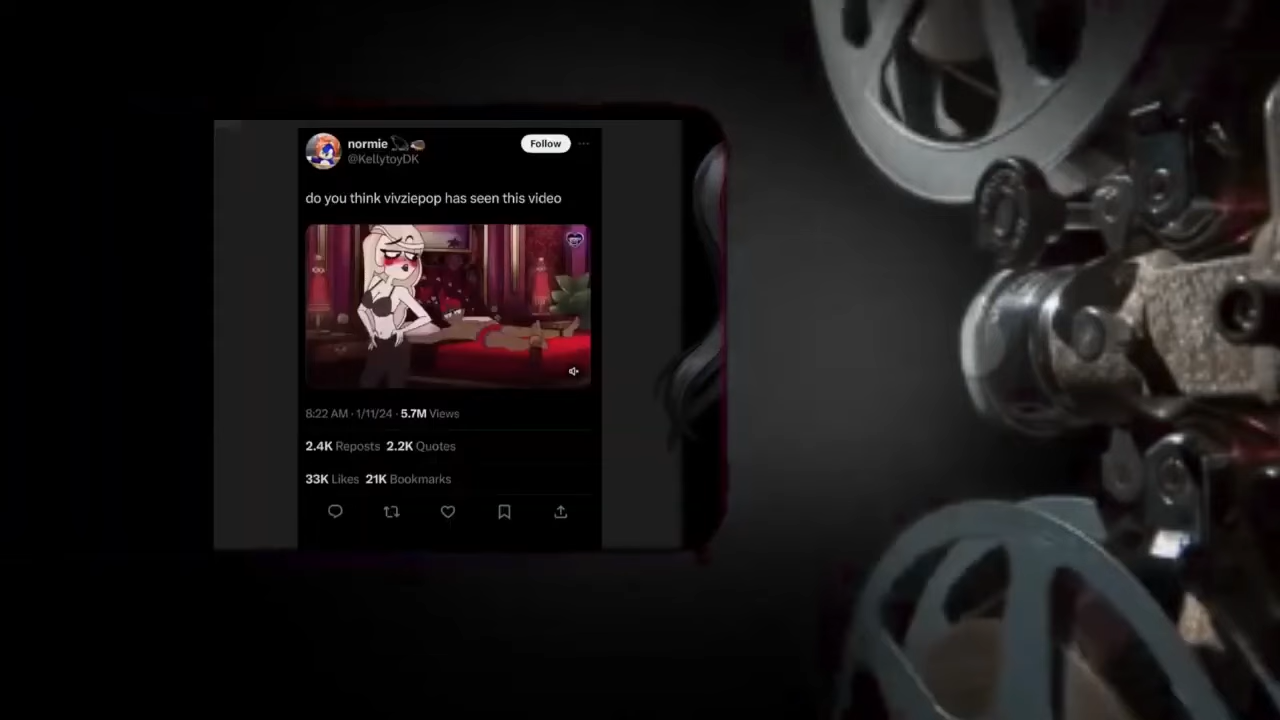 normie
Follow
@KellytoyDK
do you think vivziepop has seen this video
8:22 AM · 1/11/24 · 5.7M Views
2.4K Reposts 2.2K Quotes
33K Likes 21K Bookmarks